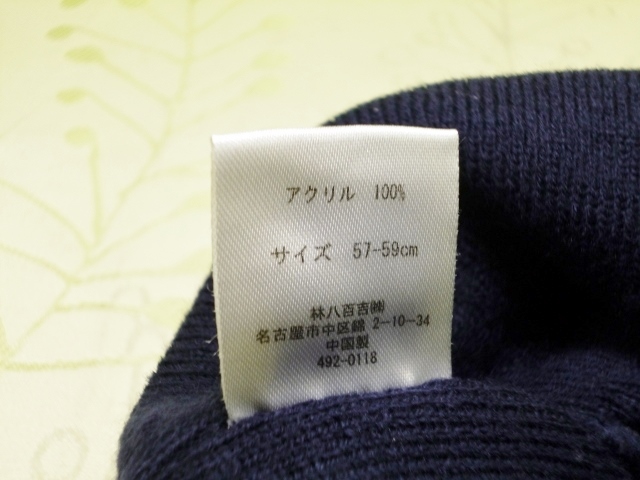 アクリル 100%
サイズ 57-59cm
林八百吉㈱
名古屋市中区錦 2-10-34
中国製
492-0118